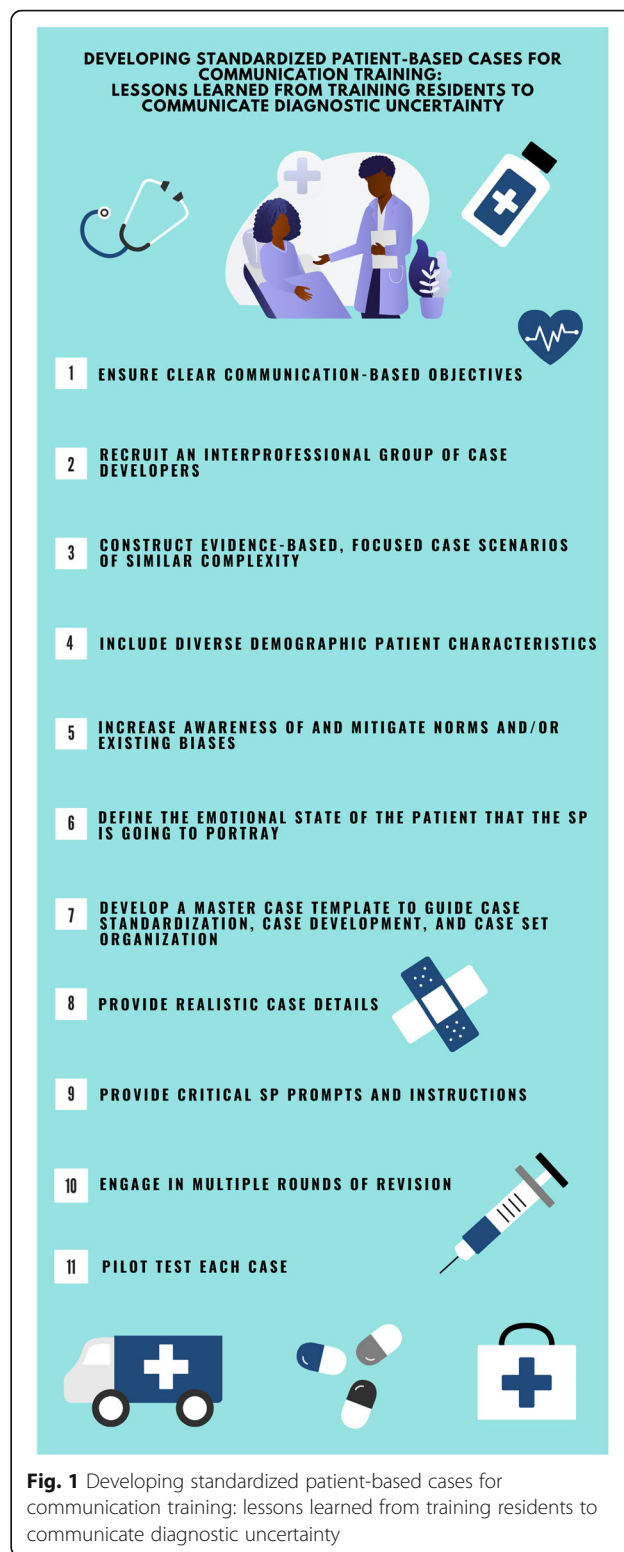 DEVELOPING STANDARDIZED PATIENT-BASED CASES FOR
COMMUNICATION TRAINING:
LESSONS LEARNED FROM TRAINING RESIDENTS TO
COMMUNICATE DIAGNOSTIC UNCERTAINTY
1 ENSURE CLEAR COMMUNICATION-BASED OBJECTIVES
2 RECRUIT AN INTERPROFESSIONAL GROUP OF CASE
DEVELOPERS
3 CONSTRUCT EVIDENCE-BASED, FOCUSED CASE SCENARIOS
OF SIMILAR COMPLEXITY
4 INCLUDE DIVERSE DEMOGRAPHIC PATIENT CHARACTERISTICS
5 INCREASE AWARENESS OF AND MITIGATE NORMS AND/OR
EXISTING BIASES
6 DEFINE THE EMOTIONAL STATE OF THE PATIENT THAT THE SP
IS GOING TO PORTRAY
7 DEVELOP A MASTER CASE TEMPLATE TO GUIDE CASE
STANDARDIZATION, CASE DEVELOPMENT, AND CASE SET
ORGANIZATION
8 PROVIDE REALISTIC CASE DETAILS
9 PROVIDE CRITICAL SP PROMPTS AND INSTRUCTIONS
10 ENGAGE IN MULTIPLE ROUNDS OF REVISION
11 PILOT TEST EACH CASE
Fig. 1 Developing standardized patient-based cases for
communication training: lessons learned from training residents to
communicate diagnostic uncertainty